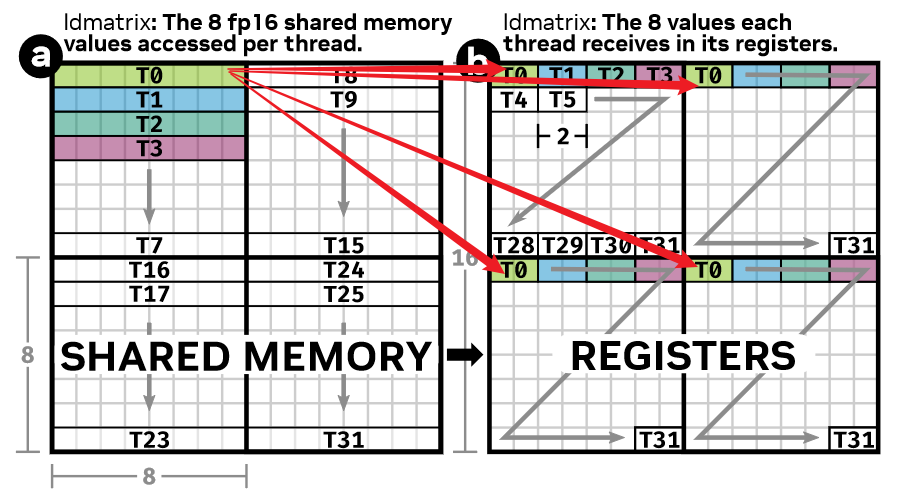 ldmatrix: The 8 fp16 shared memory
values accessed per thread.
ldmatrix: The 8 values each
thread receives in its registers.
a
b
T0
T8
T1
T9
T2
T3
T7
T15
T16
T24
T17
T25
SHARED MEMORY
T23
T31
8
8
16
T0 T1 T2 T3 T0
T4 T5
2
T28 T29 T30 T31 T31
T0 T0
REGISTERS
T31 T31